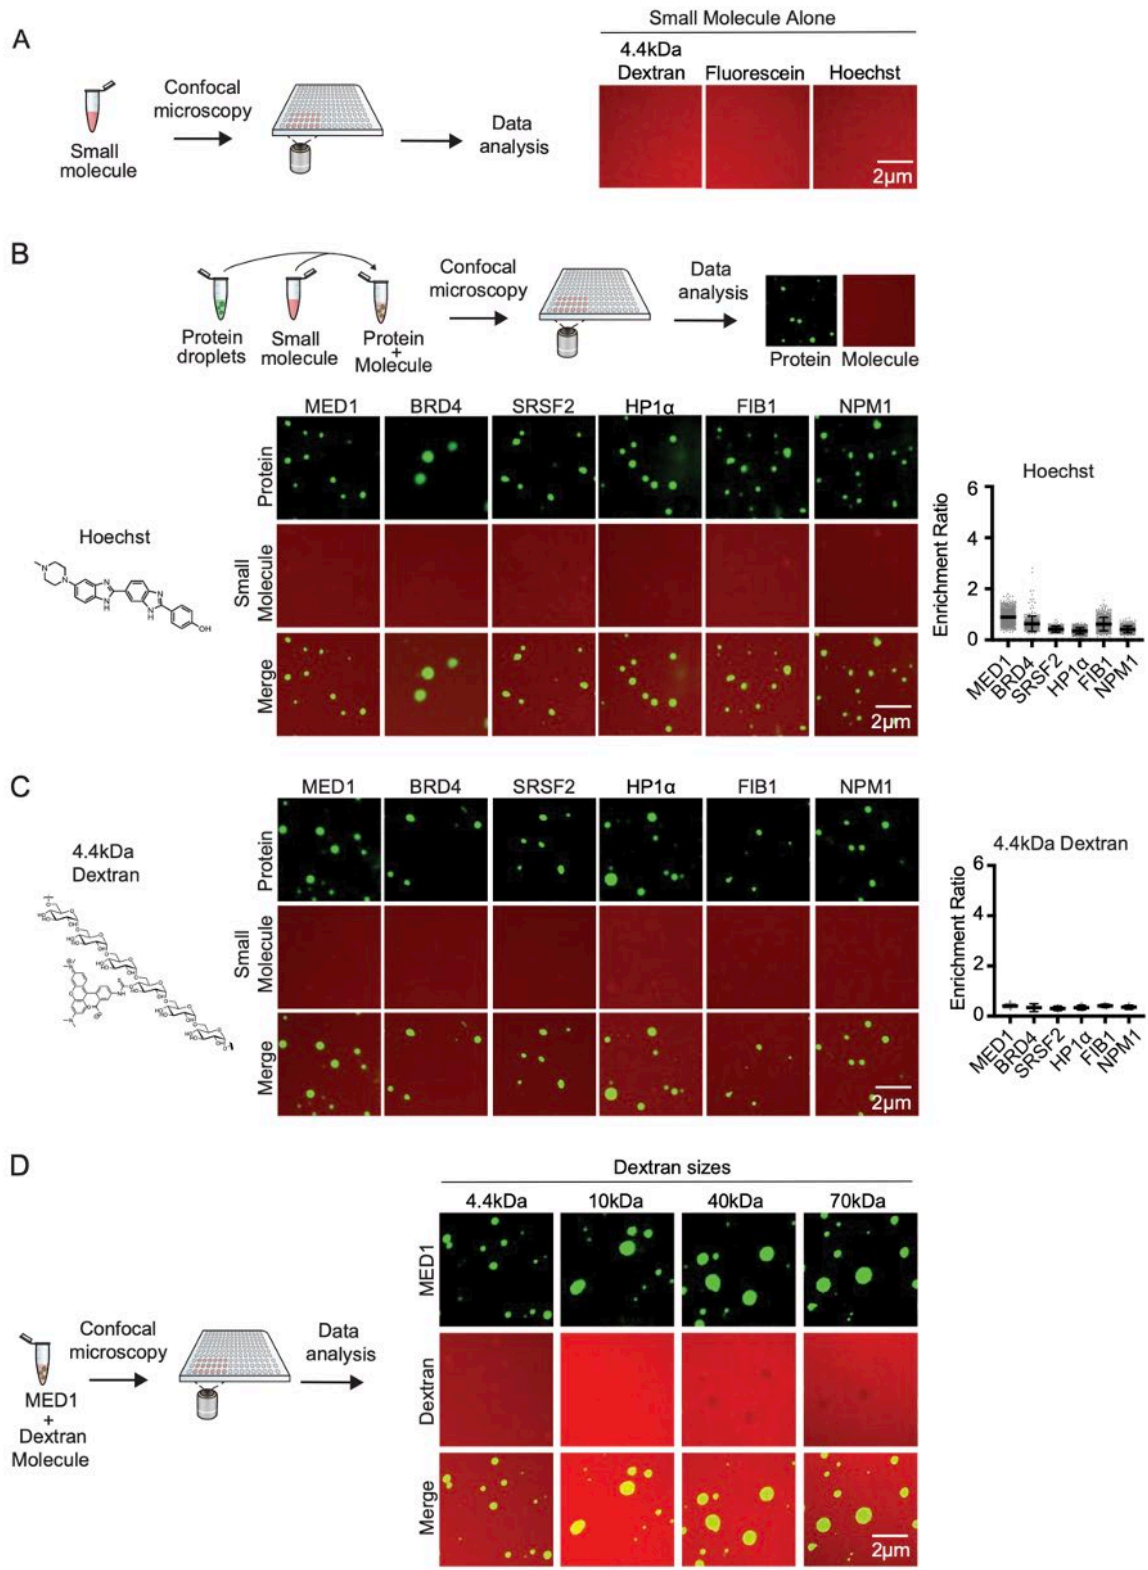 A
Small
molecule
Confocal
microscopy
Data
analysis
Small Molecule Alone
4.4kDa
Dextran
Fluorescein
Hoechst
2µm
B
Protein
droplets
Small
molecule
Protein
+
Molecule
Confocal
microscopy
Data
analysis
Protein
Molecule
MED1
BRD4
SRSF2
HP1α
FIB1
NPM1
Protein
Small
Molecule
Merge
2µm
Hoechst
N
N
N
N
H
N
N
H
OH
Hoechst
Enrichment Ratio
6
4
2
0
MED1
BRD4
SRSF2
HP1α
FIB1
NPM1
C
4.4kDa
Dextran
MED1
BRD4
SRSF2
HP1α
FIB1
NPM1
Protein
Small
Molecule
Merge
2µm
4.4kDa Dextran
Enrichment Ratio
6
4
2
0
MED1
BRD4
SRSF2
HP1α
FIB1
NPM1
D
MED1
+
Dextran
Molecule
Confocal
microscopy
Data
analysis
Dextran sizes
4.4kDa
10kDa
40kDa
70kDa
MED1
Dextran
Merge
2µm